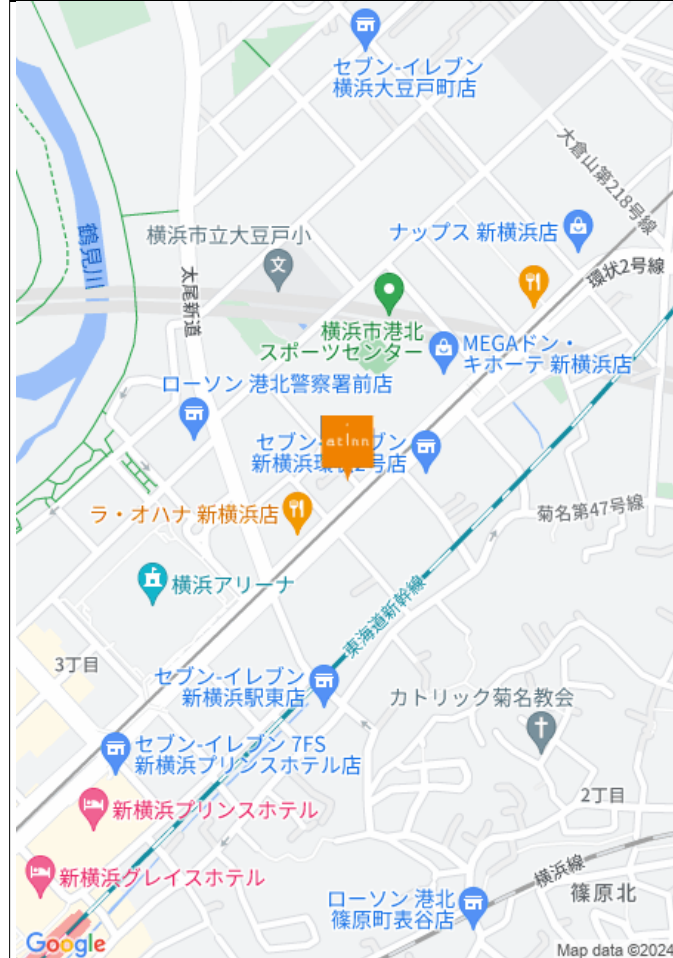 セブン-イレブン
横浜大豆戸町店
大倉山第218号線
ナップス 新横浜店
横浜市立大豆戸小
鶴見川
環状2号線
太尾新道
横浜市港北
スポーツセンター
MEGAドン・
キホーテ 新横浜店
ローソン 港北警察署前店
atinn
セブン-イレブン
新横浜環状2号店
ラ・オハナ 新横浜店
菊名第47号線
横浜アリーナ
東海道新幹線
3丁目
セブン-イレブン
新横浜駅東店
カトリック菊名教会
セブン-イレブン 7FS
新横浜プリンスホテル店
2丁目
新横浜プリンスホテル
横浜線
新横浜グレイスホテル
篠原北
ローソン 港北
篠原町表谷店
Google
Map data ©2024